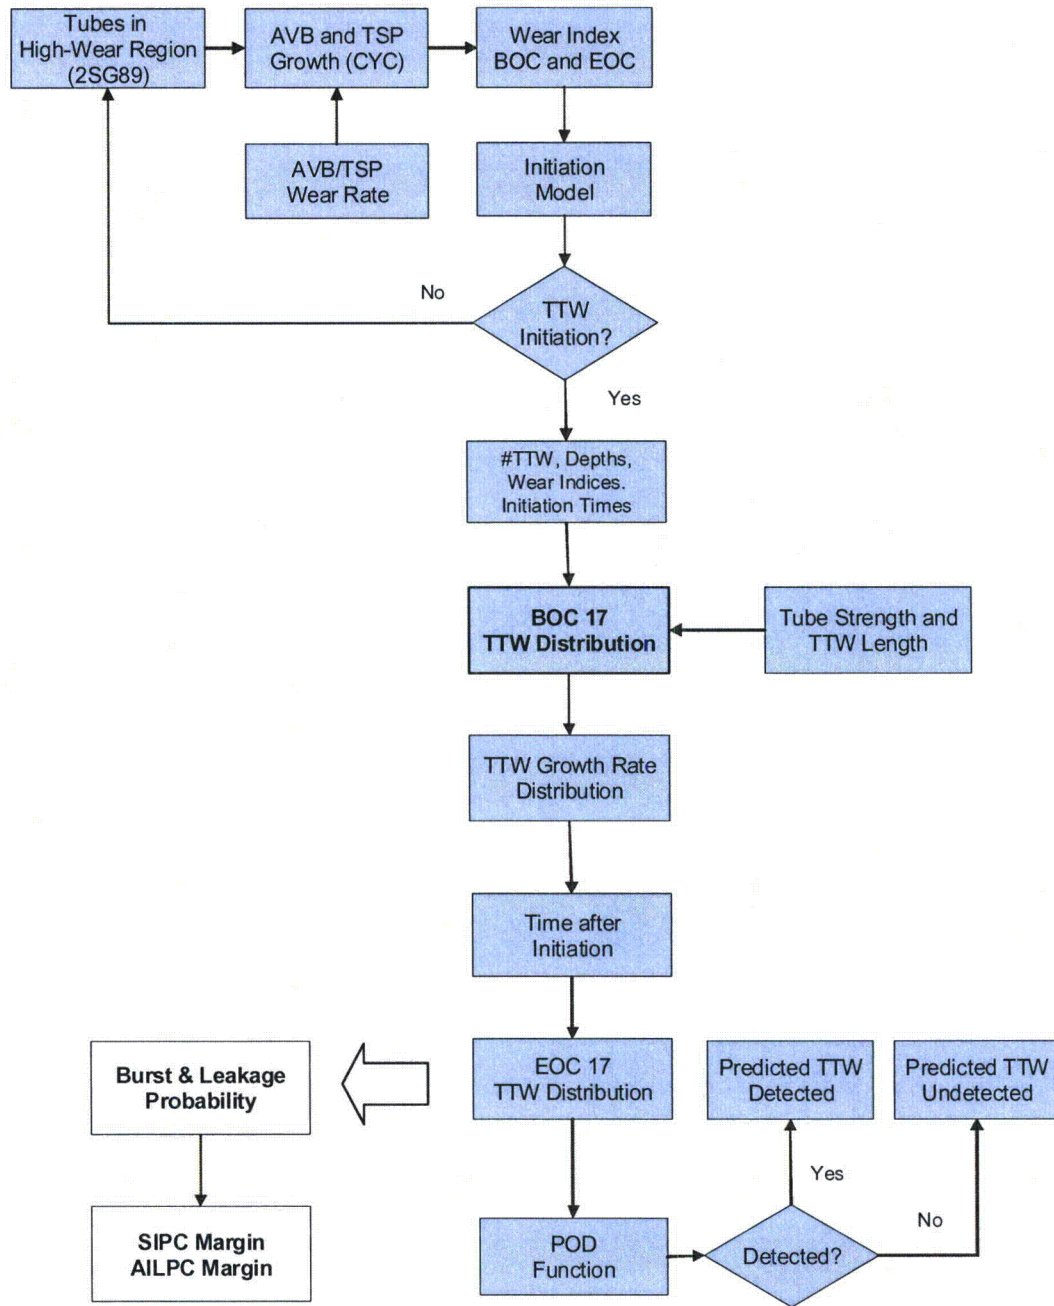 Tubes in
High-Wear Region
(2SG89)
AVB and TSP
Growth (CYC)
Wear Index
BOC and EOC
AVB/TSP
Wear Rate
Initiation
Model
No
TTW
Initiation?
Yes
#TTW, Depths,
Wear Indices.
Initiation Times
BOC 17
TTW Distribution
Tube Strength and
TTW Length
TTW Growth Rate
Distribution
Time after
Initiation
Burst & Leakage
Probability
EOC 17
TTW Distribution
Predicted TTW
Detected
Predicted TTW
Undetected
Yes
No
SIPC Margin
AILPC Margin
POD
Function
Detected?